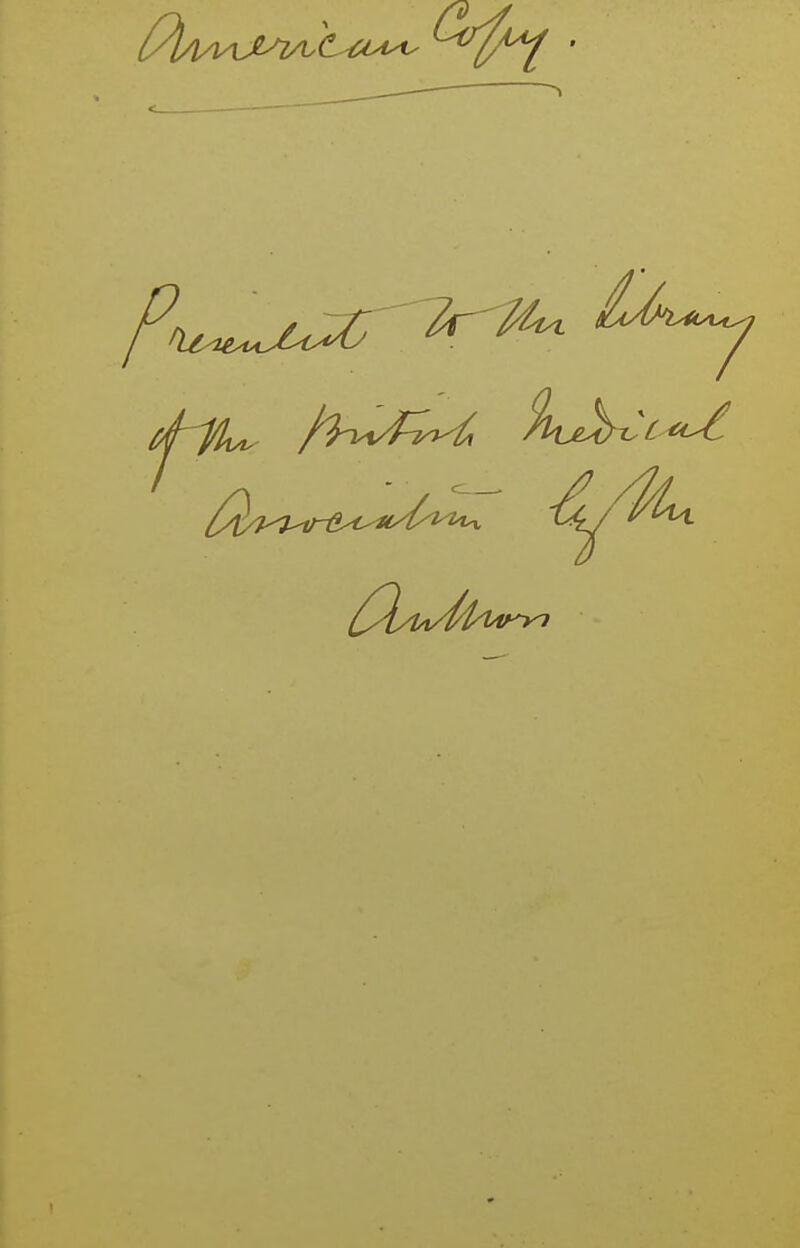 American Copy.
Presented to the Library
of the British Medical
Association by the
Author